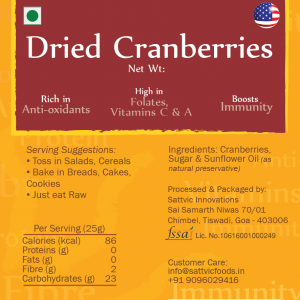 Dried Cranberries
Net Wt:
Rich in
Anti-oxidants
High in
Folates,
Vitamins C & A
Boosts
Immunity
Serving Suggestions:
• Toss in Salads, Cereals
• Bake in Breads, Cakes,
Cookies
• Just eat Raw
Per Serving (25g)
Calories (kcal) 86
Proteins (g) 0
Fats (g) 0
Fibre (g) 2
Carbohydrates (g) 23
Ingredients: Cranberries,
Sugar & Sunflower Oil (as
natural preservative)
Processed & Packaged by:
Sattvic Innovations
Sai Samarth Niwas 70/01
Chimbel, Tiswadi, Goa - 403006
fssai Lic. No.10616001000249
Customer Care:
info@sattvicfoods.in
+91 9096029416
Fibre